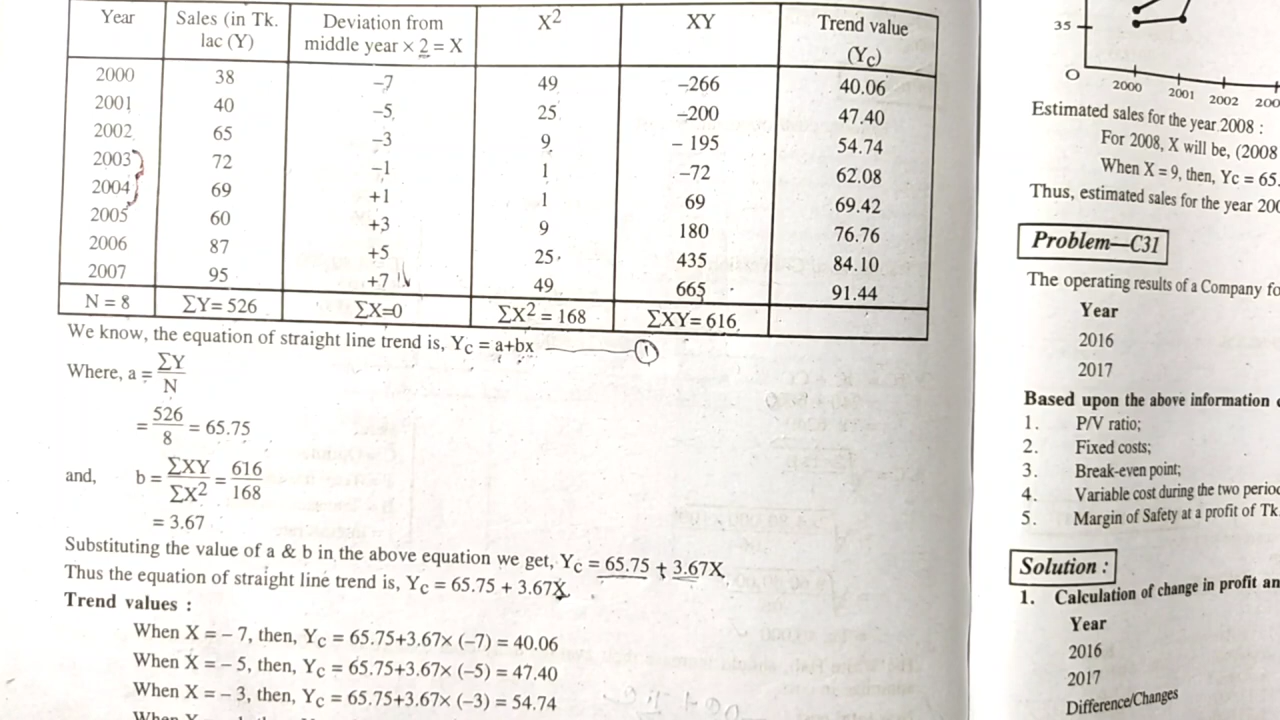 Year Sales (in Tk. lac (Y) Deviation from middle year × 2 = X X² XY Trend value (Yc)
2000 38 –7 49 –266 40.06
2001 40 –5 25 –200 47.40
2002 65 –3 9 – 195 54.74
2003 72 –1 1 –72 62.08
2004 69 +1 1 69 69.42
2005 60 +3 9 180 76.76
2006 87 +5 25 435 84.10
2007 95 +7 49 665 91.44
N = 8 ΣY= 526 ΣX=0 ΣX² = 168 ΣXY= 616
We know, the equation of straight line trend is, Yc = a+bx ①
Where, a = ΣY/N
= 526/8 = 65.75
and, b = ΣXY/ΣX² = 616/168
= 3.67
Substituting the value of a & b in the above equation we get, Yc = 65.75 + 3.67X
Thus the equation of straight line trend is, Yc = 65.75 + 3.67X
Trend values :
When X = – 7, then, Yc = 65.75+3.67× (–7) = 40.06
When X = – 5, then, Yc = 65.75+3.67× (–5) = 47.40
When X = – 3, then, Yc = 65.75+3.67× (–3) = 54.74
35
O
2000 2001 2002 200
Estimated sales for the year 2008 :
For 2008, X will be, (2008
When X = 9, then, Yc = 65.
Thus, estimated sales for the year 200
Problem—C31
The operating results of a Company fo
Year
2016
2017
Based upon the above information
1. P/V ratio;
2. Fixed costs;
3. Break-even point;
4. Variable cost during the two period
5. Margin of Safety at a profit of Tk
Solution :
1. Calculation of change in profit an
Year
2016
2017
Difference/Changes